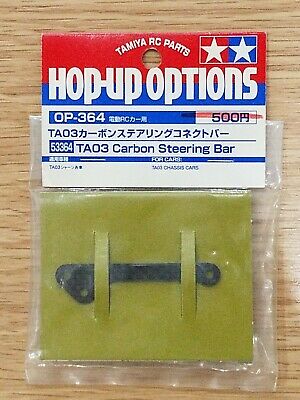 TAMIYA RC PARTS
HOP-UP OPTIONS
OP-364 電動RCカー用 500円
TA03カーボンステアリングコネクトバー
53364 TA03 Carbon Steering Bar
適用車種 FOR CARS:
TA03シャーシ各車 TA03 CHASSIS CARS